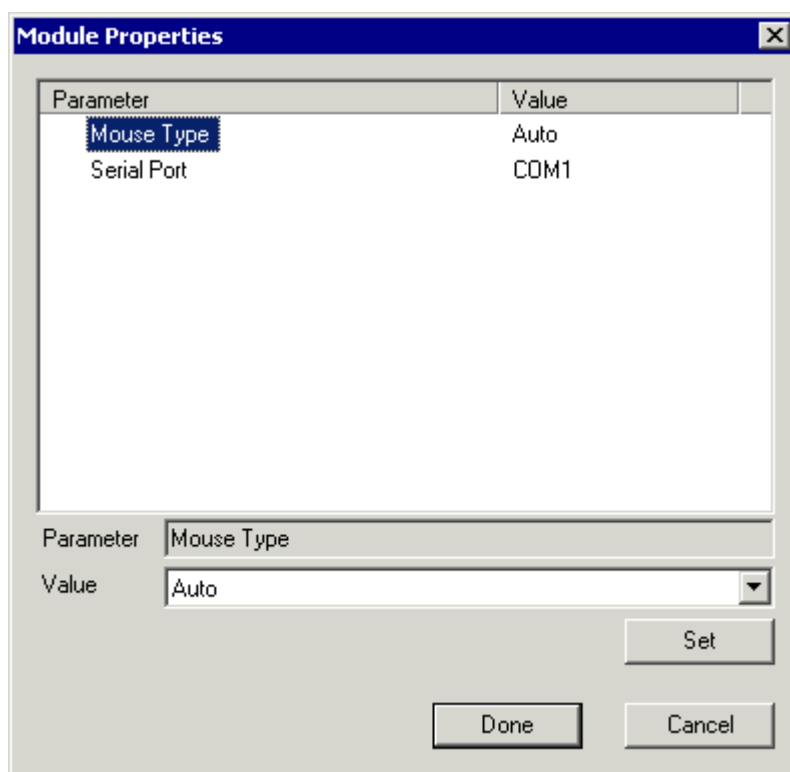 Module Properties
Parameter Value
Mouse Type Auto
Serial Port COM1
Parameter Mouse Type
Value Auto
Set
Done Cancel